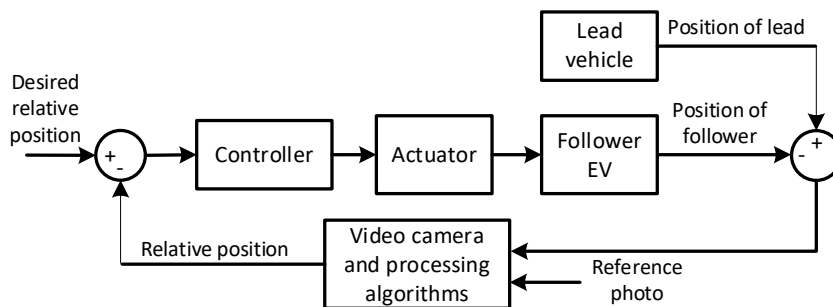 Lead
vehicle
Position of lead
Desired
relative
position
+
-
Controller
Actuator
Follower
EV
Position of
follower
+
-
Relative position
Video camera
and processing
algorithms
Reference
photo